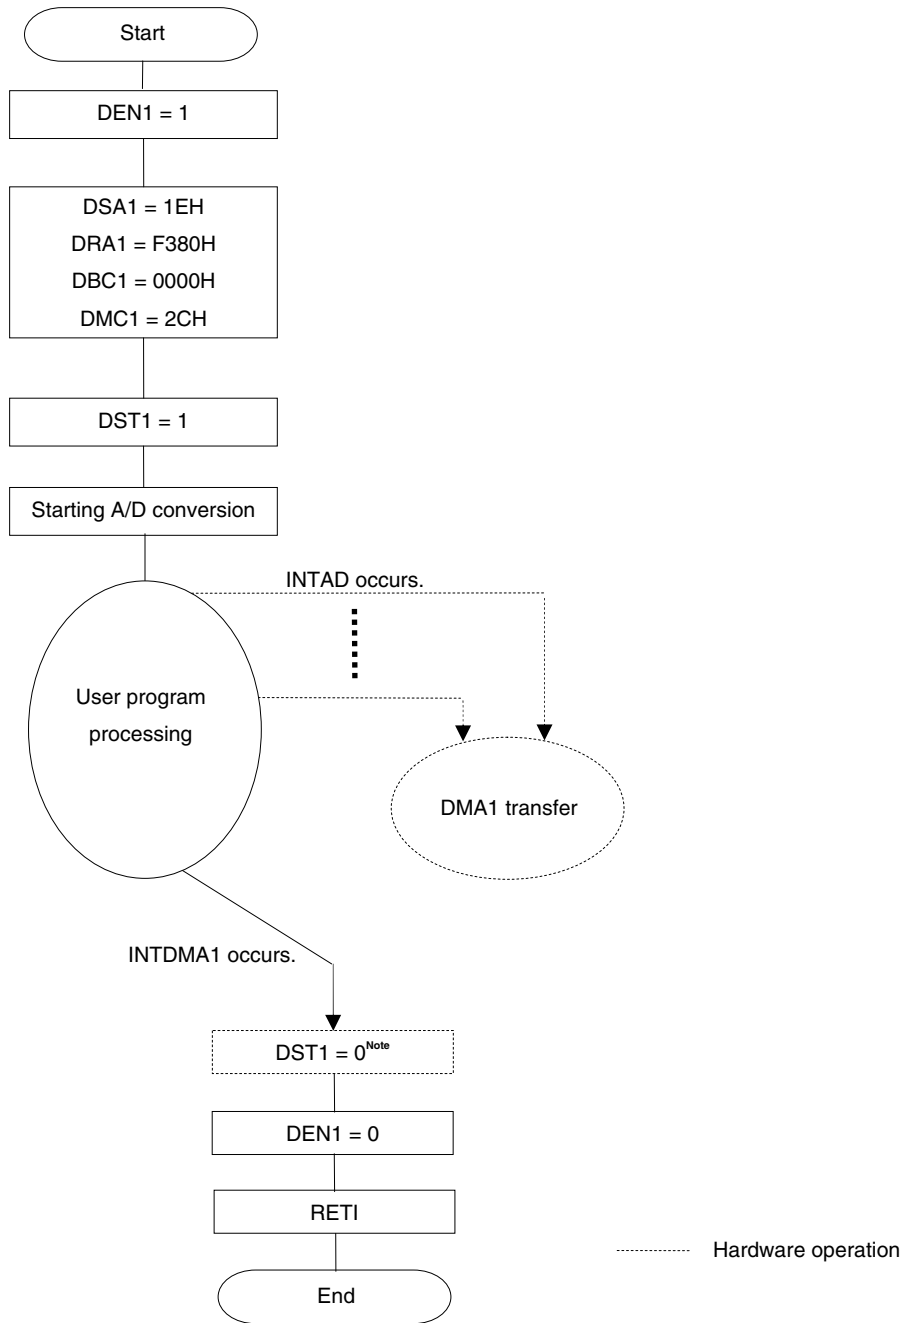 Start
DEN1 = 1
DSA1 = 1EH
DRA1 = F380H
DBC1 = 0000H
DMC1 = 2CH
DST1 = 1
Starting A/D conversion
INTAD occurs.
User program
processing
DMA1 transfer
INTDMA1 occurs.
DST1 = 0Note
DEN1 = 0
RETI
Hardware operation
End